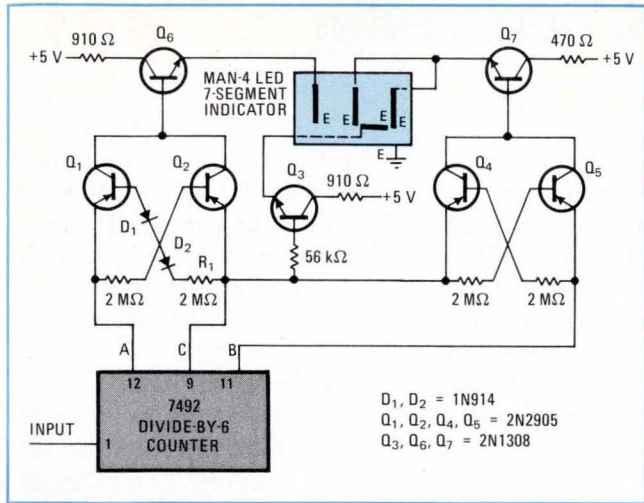 910 Ω
Q6
Q7
470 Ω
+5 V
+5 V
MAN-4 LED
7-SEGMENT
INDICATOR
E
E
E
E
E
Q1
Q2
Q3
910 Ω
+5 V
Q4
Q5
D1
D2
R1
56 kΩ
2 MΩ
2 MΩ
2 MΩ
2 MΩ
A
C
B
12
9
11
7492
DIVIDE-BY-6
COUNTER
INPUT
1
D1, D2 = 1N914
Q1, Q2, Q4, Q5 = 2N2905
Q3, Q6, Q7 = 2N1308